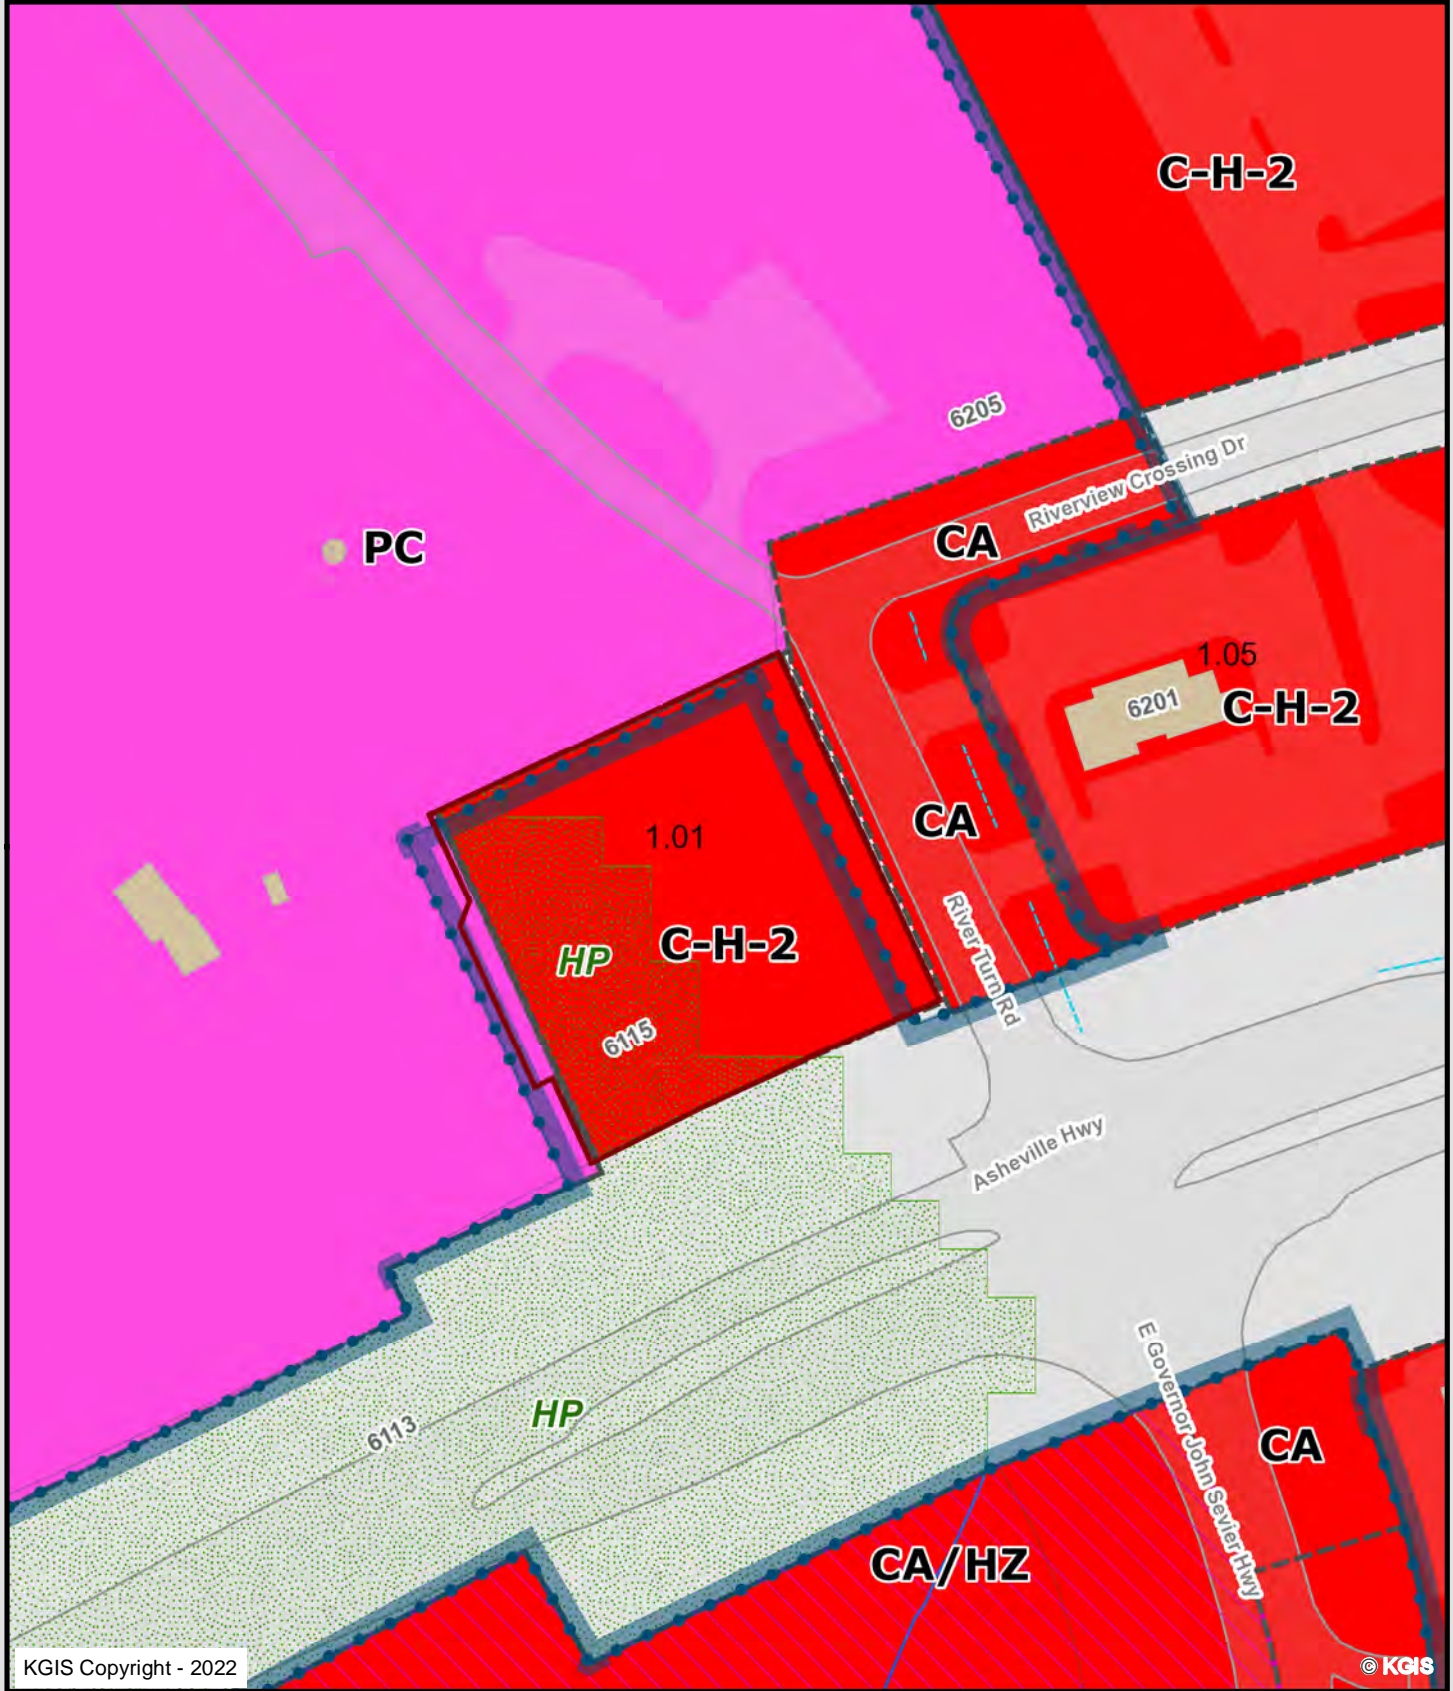 C-H-2
6205
Riverview Crossing Dr
CA
PC
1.05
6201
C-H-2
CA
1.01
C-H-2
HP
River Turn Rd
6115
Asheville Hwy
E Governor John Sevier Hwy
HP
6113
CA
CA/HZ
KGIS Copyright - 2022
© KGIS